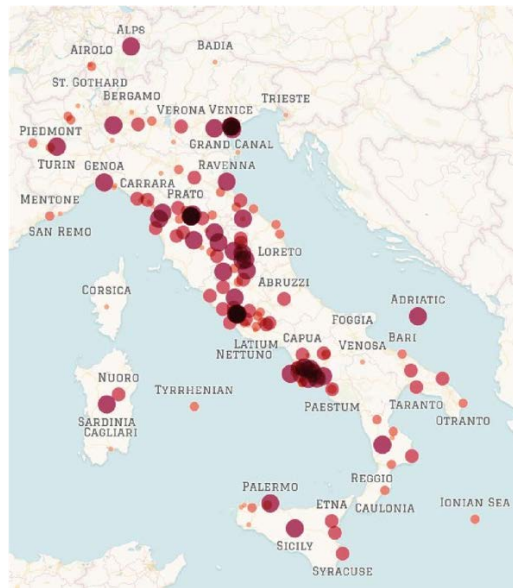 ALPS
AIROLO
BADIA
ST. GOTHARD
BERGAMO
VERONA VENICE
TRIESTE
PIEDMONT
GRAND CANAL
TURIN
GENOA
RAVENNA
CARRARA
PRATO
MENTONE
SAN REMO
LORETO
ABRUZZI
CORSICA
ADRIATIC
FOGGIA
LATIUM
CAPUA
BARI
NETTUNO
VENOSA
NUORO
TYRRHENIAN
PAESTUM
TARANTO
OTRANTO
SARDINIA
CAGLIARI
REGGIO
PALERMO
ETNA
CAULONIA
IONIAN SEA
SICILY
SYRACUSE